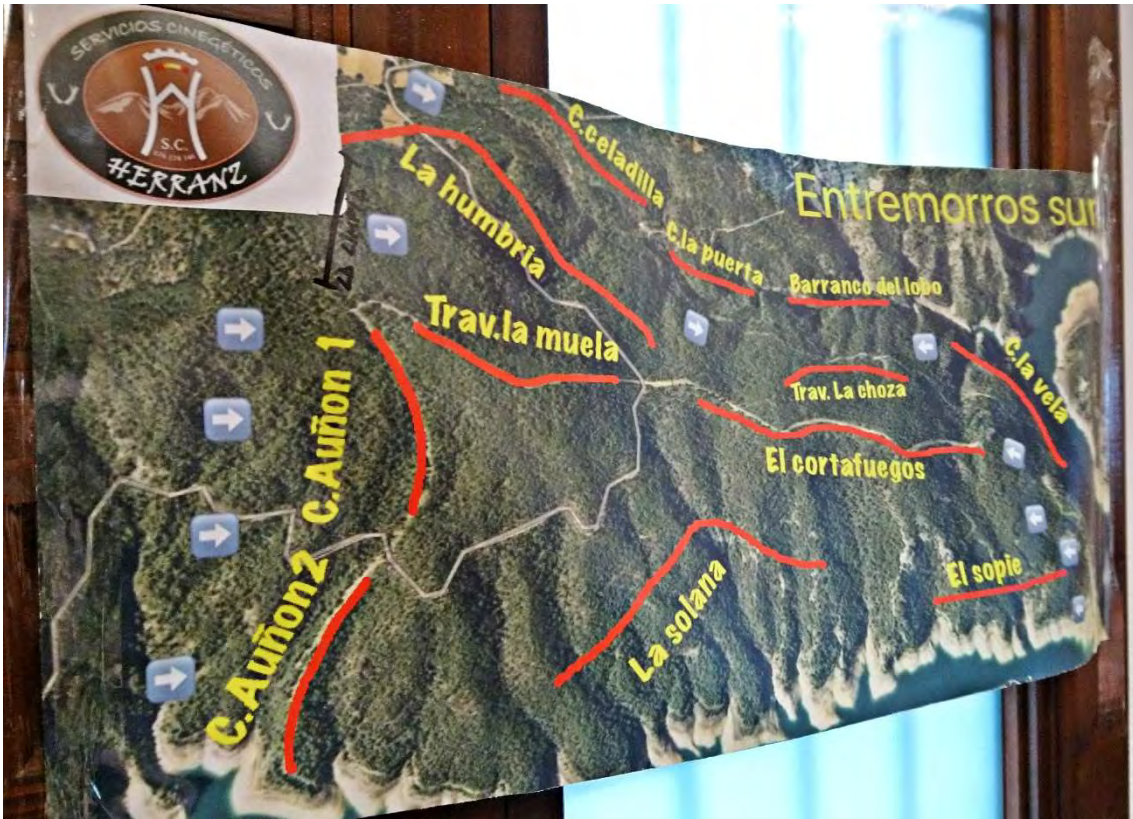 SERVICIOS CINEGÉTICOS
S.C.
HERRANZ
C.celadilla
La humbria
Entremorros sur
C.la puerta
Barranco del lobo
Trav.la muela
C.Auñon 1
C.la vela
Trav. La choza
El cortafuegos
C.Auñon2
La solana
El sopie